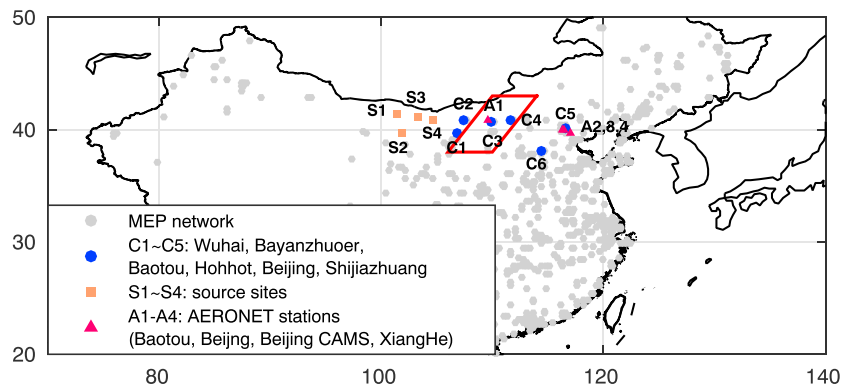 50
40
30
20
80
100
120
140
S1
S3
C2
A1
S2
S4
C1
C3
C4
C5
A2,8,4
C6
MEP network
C1~C5: Wuhai, Bayanzhuoer,
Baotou, Hohhot, Beijing, Shijiazhuang
S1~S4: source sites
A1-A4: AERONET stations
(Baotou, Beijng, Beijing CAMS, XiangHe)